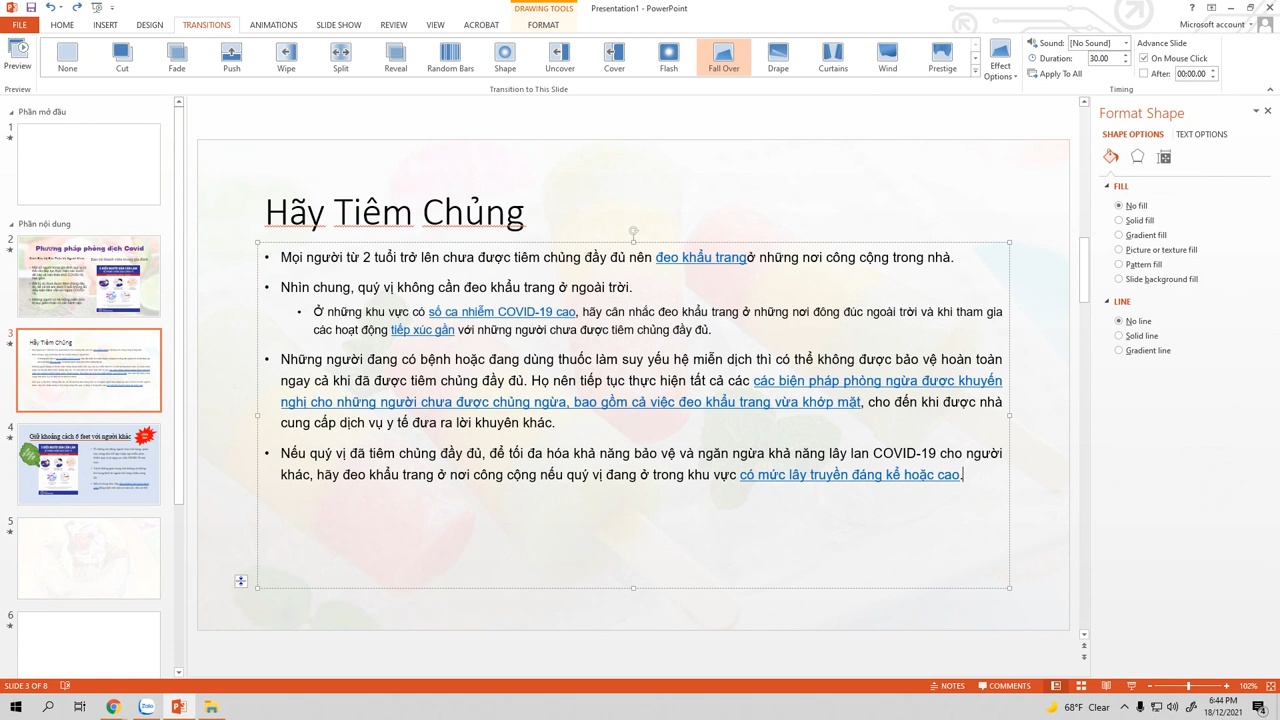 DRAWING TOOLS
Presentation1 - PowerPoint
FILE
HOME
INSERT
DESIGN
TRANSITIONS
ANIMATIONS
SLIDE SHOW
REVIEW
VIEW
ACROBAT
FORMAT
Microsoft account
Preview
None
Cut
Fade
Push
Wipe
Split
Reveal
Random Bars
Shape
Uncover
Cover
Flash
Fall Over
Drape
Curtains
Wind
Prestige
Effect
Options
Sound: [No Sound]
Duration: 30.00
Apply To All
Advance Slide
On Mouse Click
After: 00:00.00
Preview
Transition to This Slide
Timing
Phần mở đầu
1
Phần nội dung
2
Phương pháp phòng dịch Covid
3
Hãy Tiêm Chủng
4
Giữ khoảng cách 6 feet với người khác
5
6
Hãy Tiêm Chủng
• Mọi người từ 2 tuổi trở lên chưa được tiêm chủng đầy đủ nên đeo khẩu trangở những nơi công cộng trong nhà.
• Nhìn chung, quý vị không cần đeo khẩu trang ở ngoài trời.
• Ở những khu vực có số ca nhiễm COVID-19 cao, hãy cân nhắc đeo khẩu trang ở những nơi đông đúc ngoài trời và khi tham
gia các hoạt động tiếp xúc gần với những người chưa được tiêm chủng đầy đủ.
• Những người đang có bệnh hoặc đang dùng thuốc làm suy yếu hệ miễn dịch thì có thể không được bảo vệ hoàn toàn
ngay cả khi đã được tiêm chủng đầy đủ. Họ nên tiếp tục thực hiện tất cả các các biện pháp phòng ngừa được khuyến
nghị cho những người chưa được chủng ngừa, bao gồm cả việc đeo khẩu trang vừa khớp mặt, cho đến khi được nhà
cung cấp dịch vụ y tế đưa ra lời khuyên khác.
• Nếu quý vị đã tiêm chủng đầy đủ, để tối đa hóa khả năng bảo vệ và ngăn ngừa khả năng lây lan COVID-19 cho người
khác, hãy đeo khẩu trang ở nơi công cộng nếu quý vị đang ở trong khu vực có mức lây truyền đáng kể hoặc cao.
Format Shape
SHAPE OPTIONS
TEXT OPTIONS
FILL
No fill
Solid fill
Gradient fill
Picture or texture fill
Pattern fill
Slide background fill
LINE
No line
Solid line
Gradient line
SLIDE 3 OF 8
NOTES
COMMENTS
102%
Zalo
68°F Clear
6:44 PM
18/12/2021
4